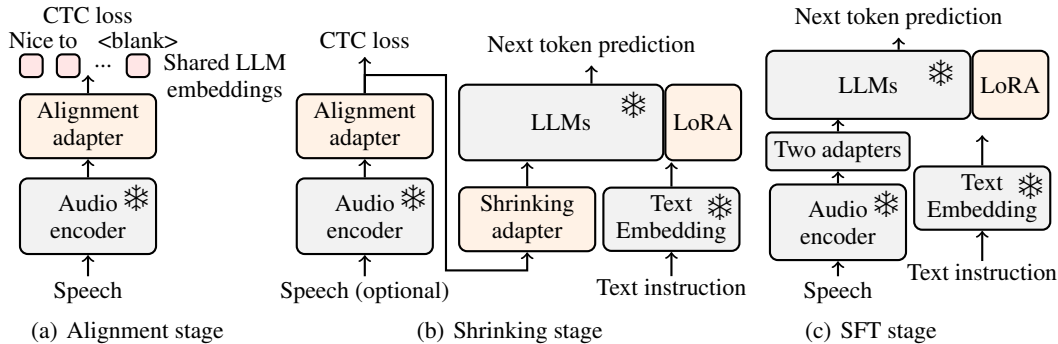 CTC loss
Nice to ... <blank>
Shared LLM
embeddings
Alignment
adapter
Audio
encoder
Speech
(a) Alignment stage
CTC loss
Alignment
adapter
Audio
encoder
Speech (optional)
Next token prediction
LLMs
LoRA
Shrinking
adapter
Text
Embedding
Text instruction
(b) Shrinking stage
Next token prediction
LLMs
LoRA
Two adapters
Audio
encoder
Speech
Text
Embedding
Text instruction
(c) SFT stage